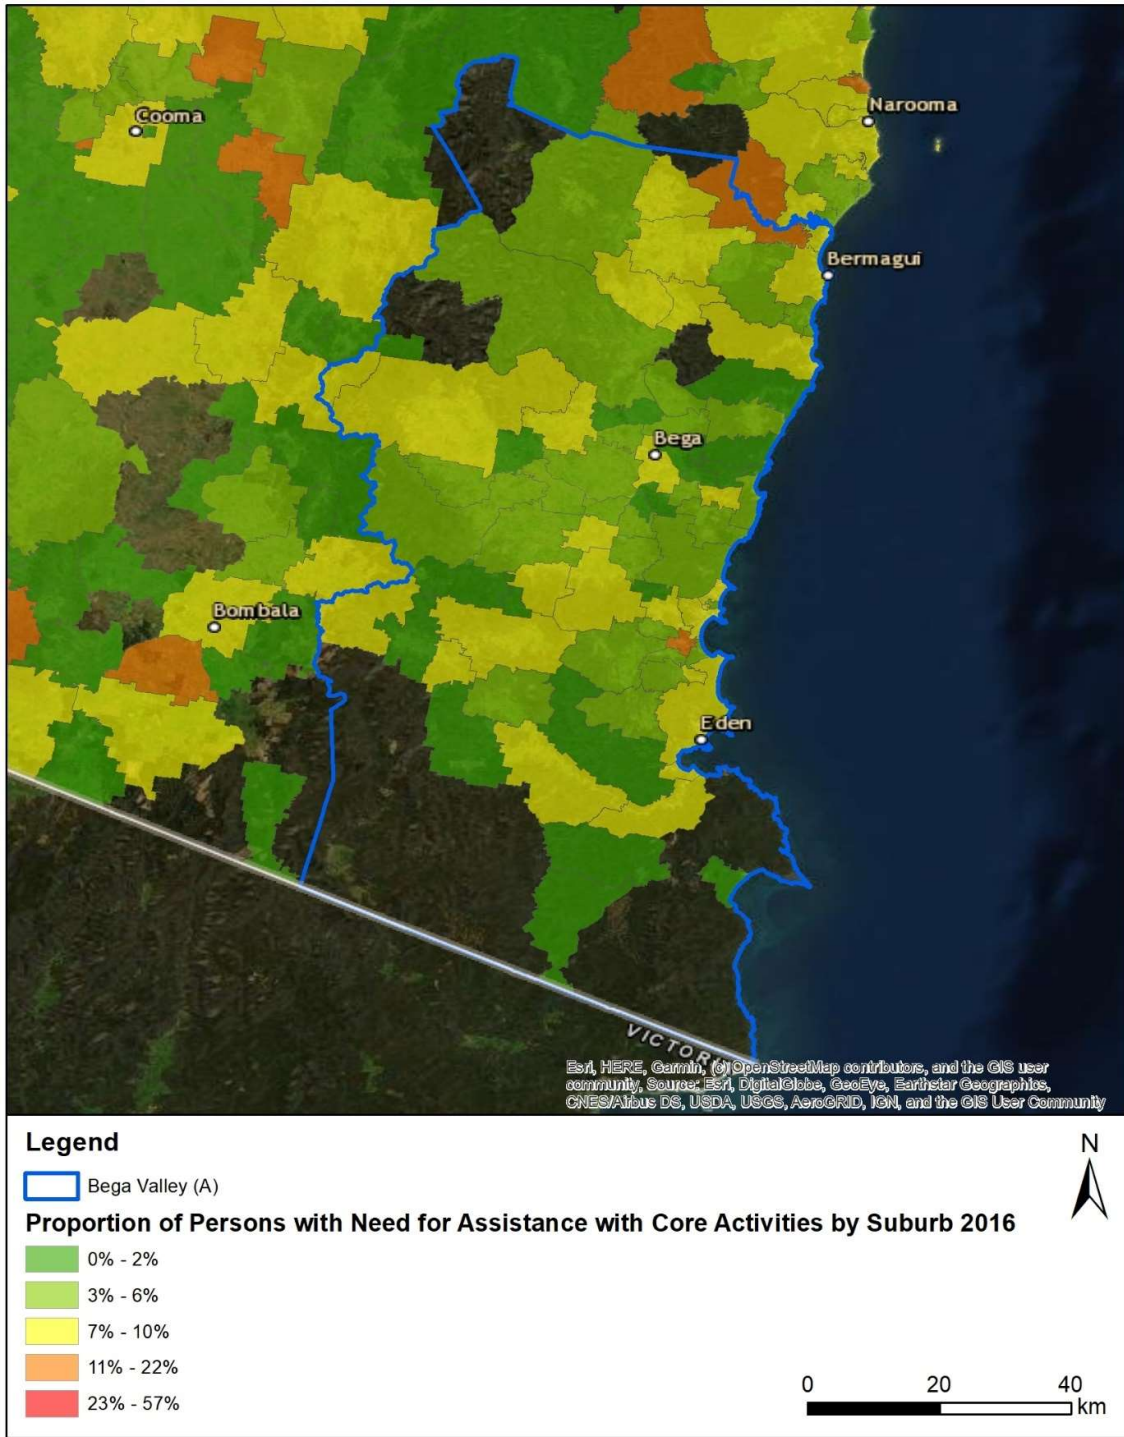 Cooma
Narooma
Bermagui
Bega
Bombala
Eden
VICTORIA
Esri, HERE, Garmin, (c) OpenStreetMap contributors, and the GIS user
community, Source: Esri, DigitalGlobe, GeoEye, Earthstar Geographics,
CNES/Airbus DS, USDA, USGS, AeroGRID, IGN, and the GIS User Community
Legend
N
Bega Valley (A)
Proportion of Persons with Need for Assistance with Core Activities by Suburb 2016
0% - 2%
3% - 6%
7% - 10%
11% - 22%
23% - 57%
0 20 40
km